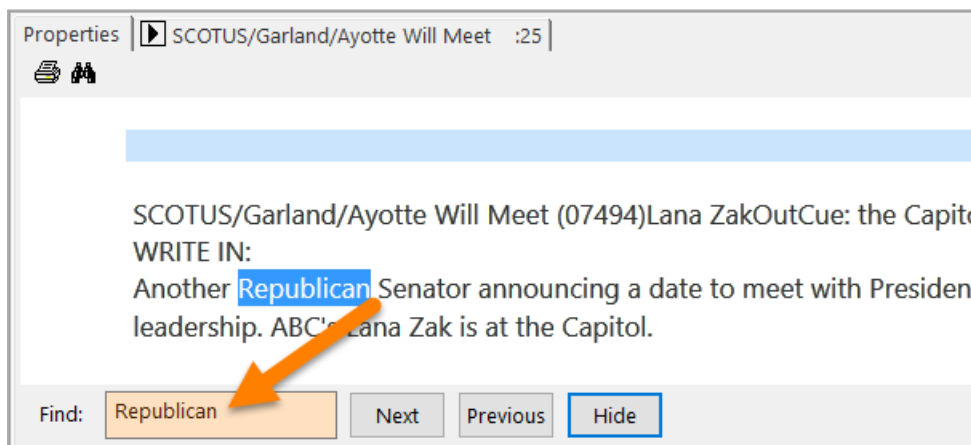 Properties SCOTUS/Garland/Ayotte Will Meet :25
SCOTUS/Garland/Ayotte Will Meet (07494)Lana ZakOutCue: the
WRITE IN:
Another Republican Senator announcing a date to meet with
leadership. ABC's Lana Zak is at the Capitol.
Find: Republican Next Previous Hide